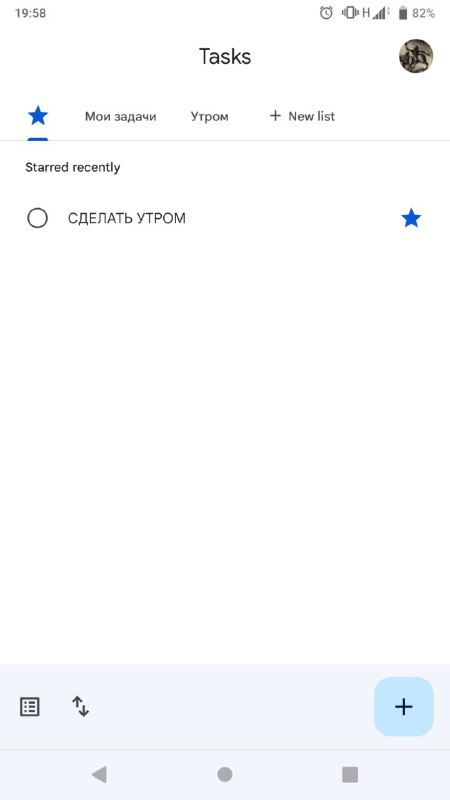 19:58 H 82%
Tasks
Мои задачи Утром + New list
Starred recently
СДЕЛАТЬ УТРОМ